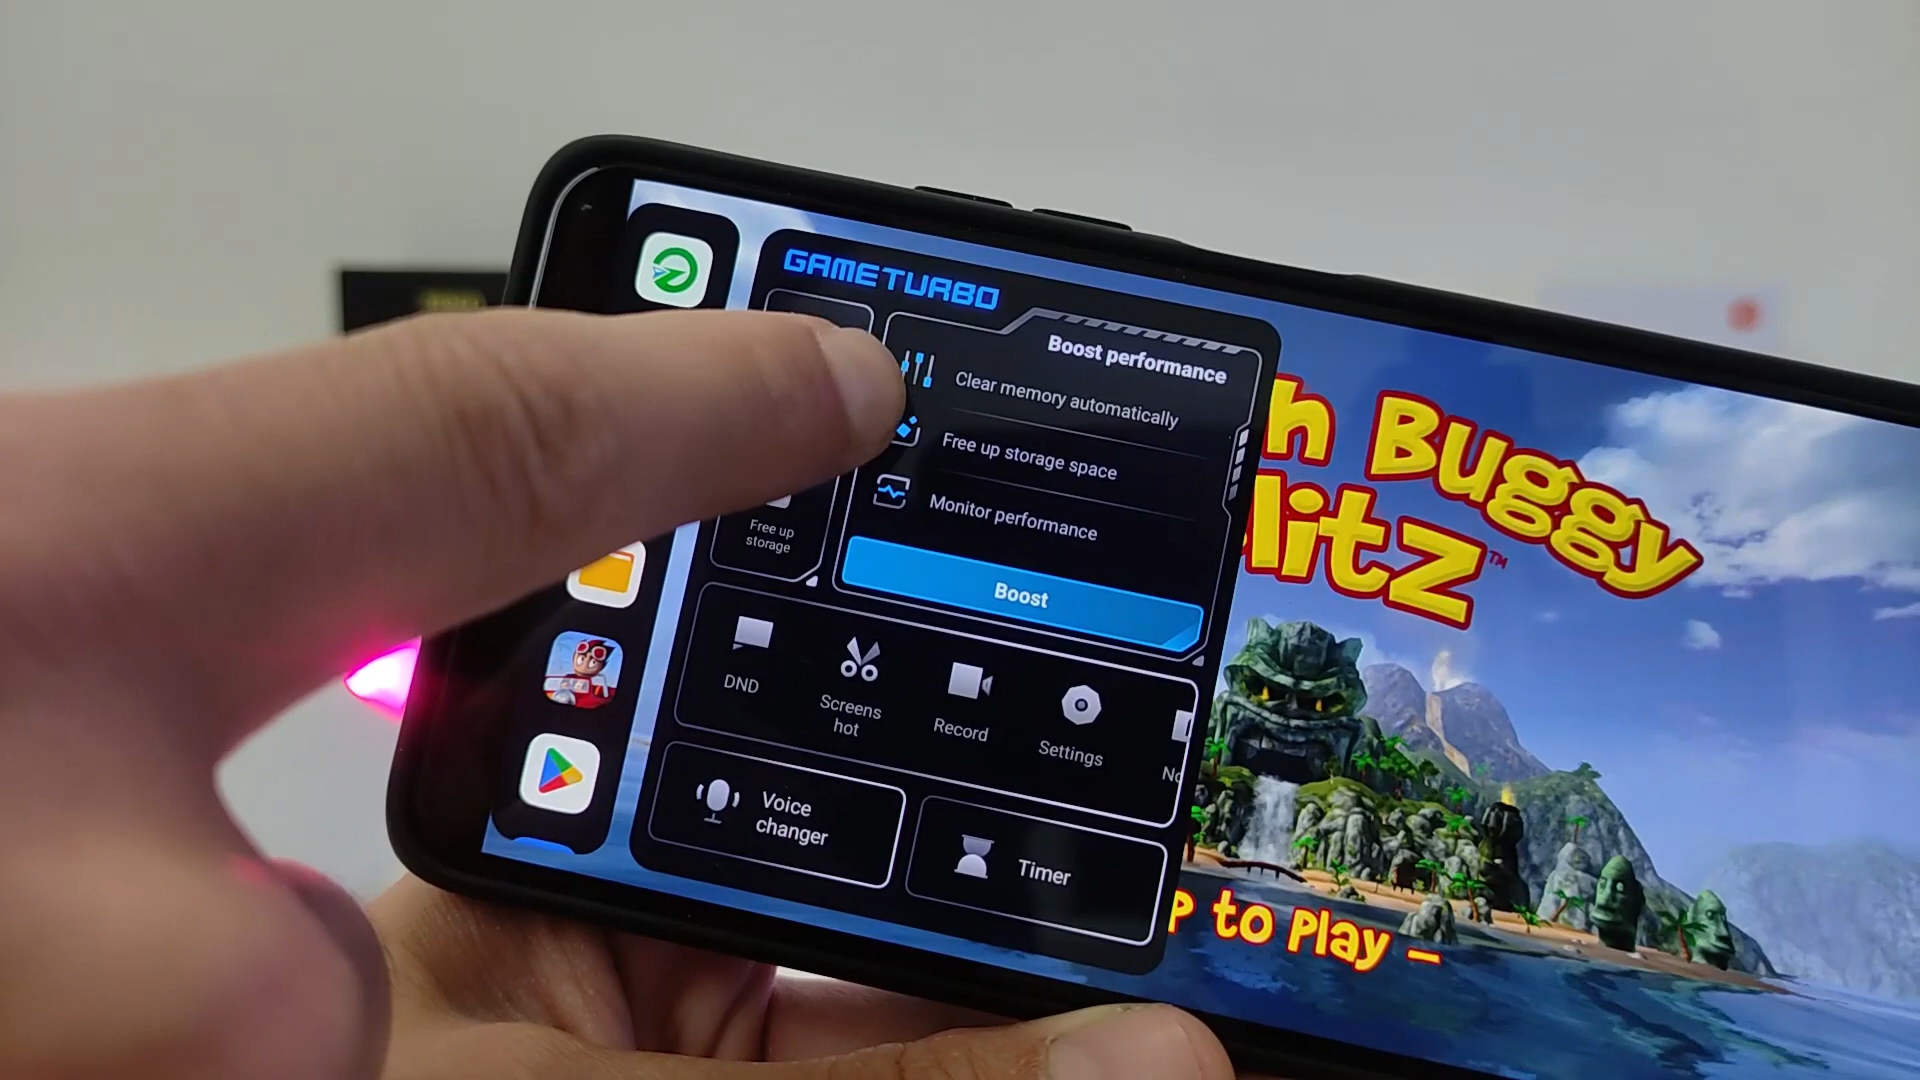 GAMETURBO
Boost performance
Clear memory automatically
Free up storage space
Monitor performance
Free up
storage
Boost
DND
Screens
hot
Record
Settings
Voice
changer
Timer
h Buggy
litz™
to Play –